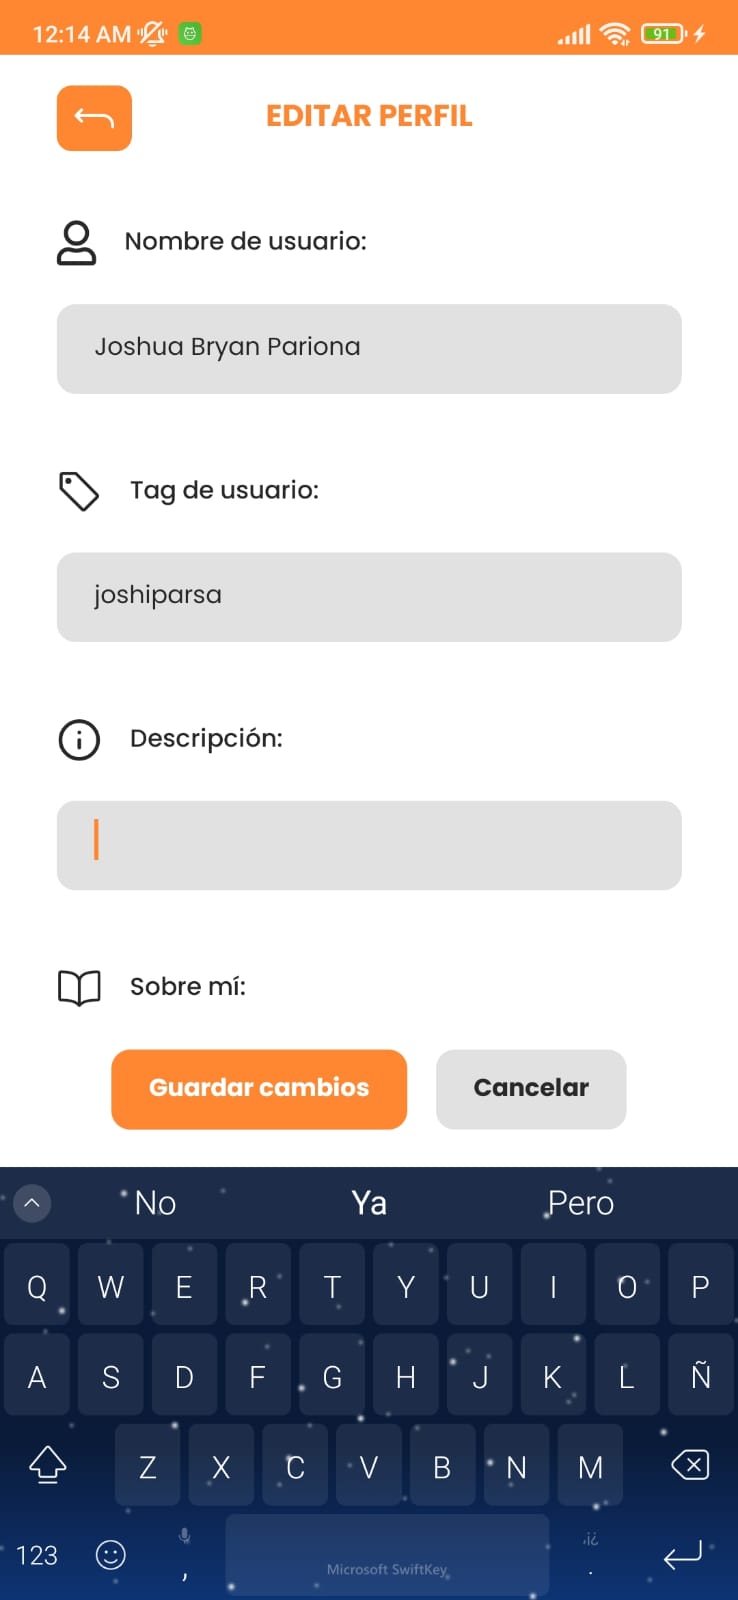 12:14 AM 91
EDITAR PERFIL
Nombre de usuario:
Joshua Bryan Pariona
Tag de usuario:
joshiparsa
Descripción:
Sobre mí:
Guardar cambios Cancelar
No Ya Pero
Q W E R T Y U I O P
A S D F G H J K L Ñ
Z X C V B N M
123 , Microsoft SwiftKey ¡¿ .